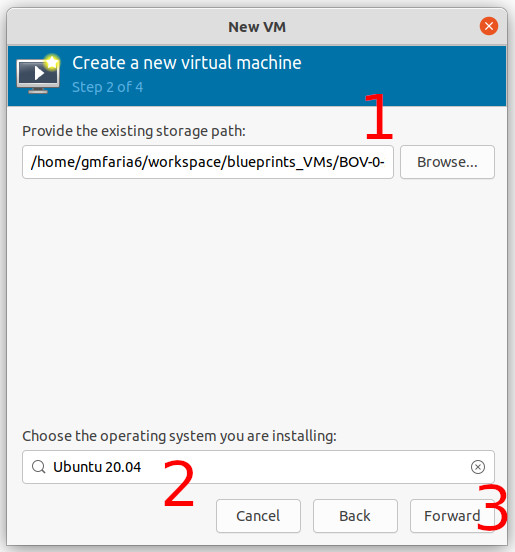 New VM
Create a new virtual machine
Step 2 of 4
1
Provide the existing storage path:
/home/gmfaria6/workspace/blueprints_VMs/BOV-0-
Browse...
Choose the operating system you are installing:
Ubuntu 20.04
2
Cancel Back Forward
3